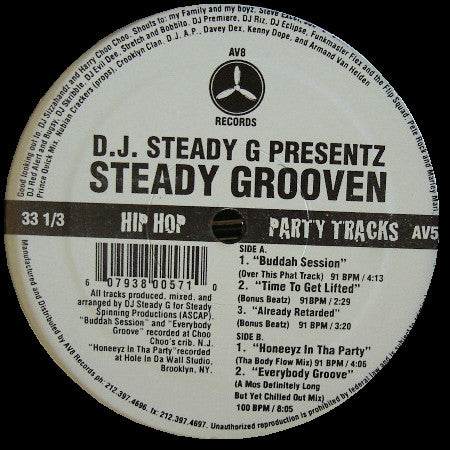 Good looking out to, DJ Sizzahandz and Harry Choo Choo. Shouts to: my Family and my boyz. Steve
DJ Red Alert and Buggy, DJ Skribble, DJ Evil Dee, Stretch and Bobbito, DJ Premiere, DJ Riz, DJ Eclipse, Funkmaster Flex and the Flip Squad, Pete Rock and Marley Marl
Prince Quick Mix, Nubian Crackers (props), Crooklyn Clan, D.J. A.P., Davey Dex, Kenny Dope, and Armand Van Helden
AV8
RECORDS
D.J. STEADY G PRESENTZ
STEADY GROOVEN
33 1/3 HIP HOP PARTY TRACKS AV5
6 07938 00571 0
All tracks produced, mixed, and
arranged by DJ Steady G for Steady
Spinning Productions (ASCAP).
"Buddah Session" and "Everybody
Groove" recorded at Choo
Choo's crib. N.J.
"Honeeyz In Tha Party"
recorded at
Hole In Da Wall Studio.
Brooklyn, NY.
SIDE A.
1. "Buddah Session"
(Over This Phat Track) 91 BPM / 4:13
2. "Time To Get Lifted"
(Bonus Beatz) 91BPM / 2:29
3. "Already Retarded"
(Bonus Beatz) 91 BPM / 3:20
SIDE B.
1. "Honeeyz In Tha Party"
(Tha Body Flow Mix) 91 BPM / 4:06
2. "Everybody Groove"
(A Mos Definitely Long
But Yet Chilled Out Mix)
100 BPM / 8:05
Manufactured and Distributed by AV8 Records ph. 212.397.4696, fax 212.397.4697. Unauthorized reproduction is prohibited by federal law and